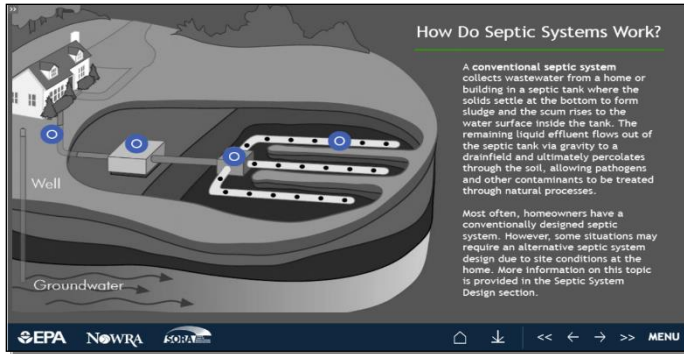 How Do Septic Systems Work?
A conventional septic system
collects wastewater from a home or
building in a septic tank where the
solids settle at the bottom to form
sludge and the scum rises to the
water surface inside the tank. The
remaining liquid effluent flows out of
the septic tank via gravity to a
drainfield and ultimately percolates
through the soil, allowing pathogens
and other contaminants to be treated
through natural processes.
Most often, homeowners have a
conventionally designed septic
system. However, some situations may
require an alternative septic system
design due to site conditions at the
home. More information on this topic
is provided in the Septic System
Design section.
Well
Groundwater
EPA NOWRA SORA << ← → >> MENU